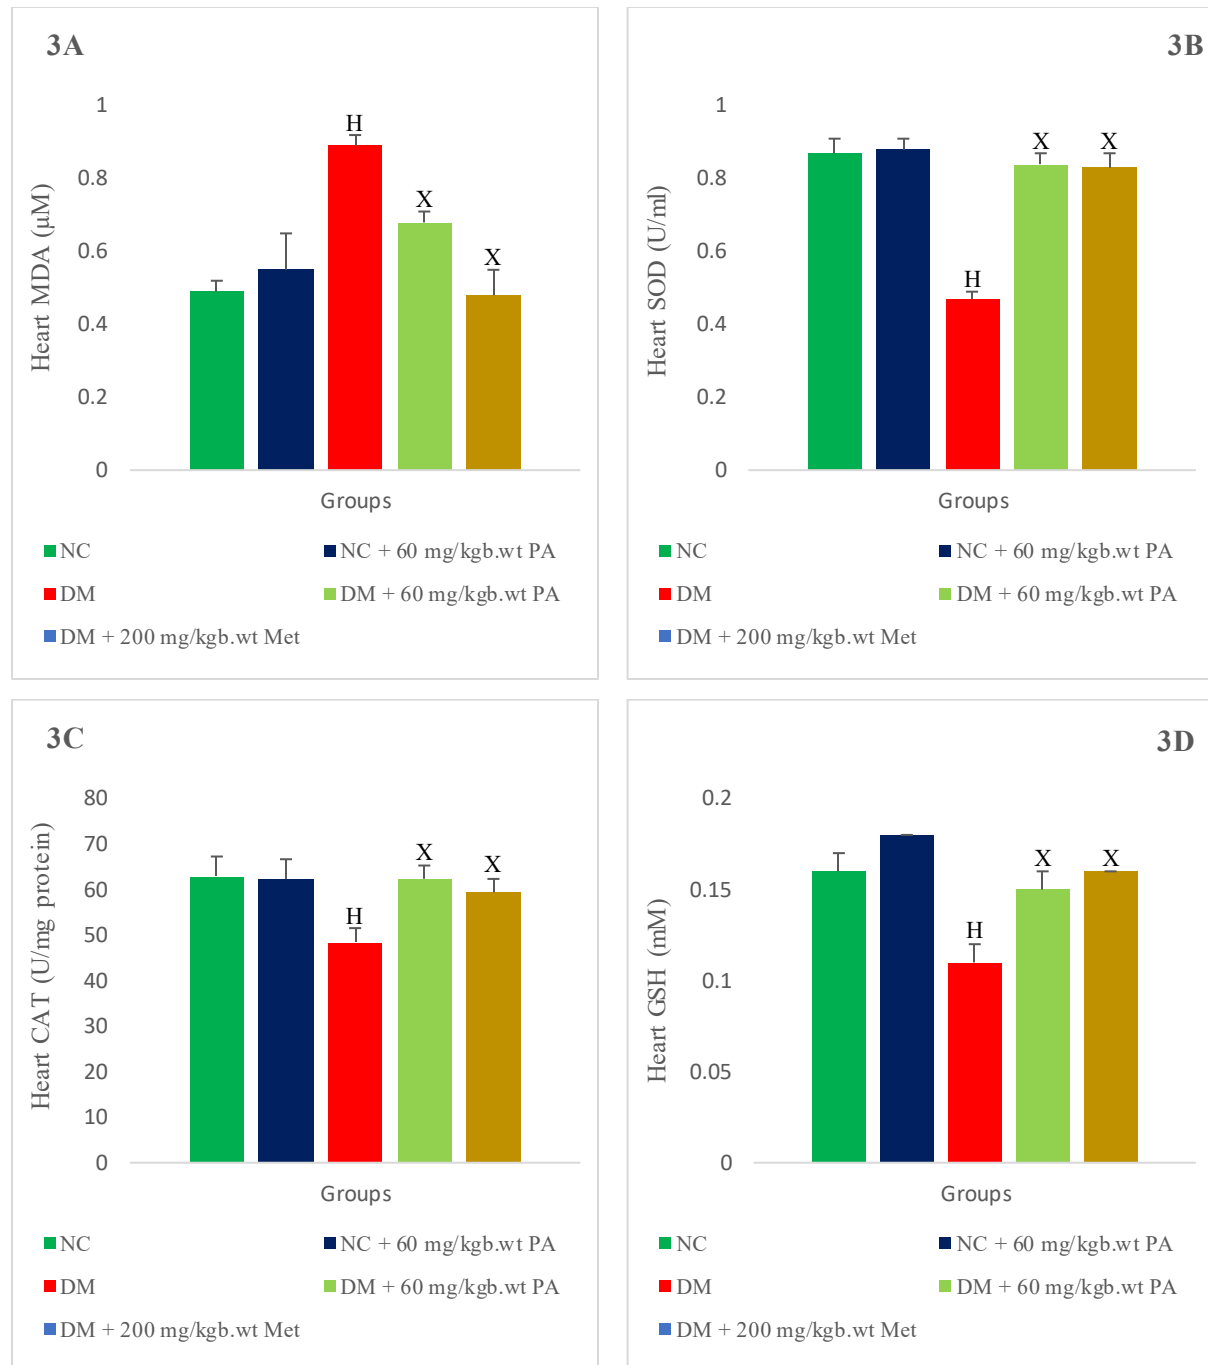 3A
H
X
X
1
0.8
0.6
0.4
0.2
0
Heart MDA (µM)
Groups
NC
NC + 60 mg/kgb.wt PA
DM
DM + 60 mg/kgb.wt PA
DM + 200 mg/kgb.wt Met
3B
X
X
H
1
0.8
0.6
0.4
0.2
0
Heart SOD (U/ml)
Groups
NC
NC + 60 mg/kgb.wt PA
DM
DM + 60 mg/kgb.wt PA
DM + 200 mg/kgb.wt Met
3C
X
X
H
80
70
60
50
40
30
20
10
0
Heart CAT (U/mg protein)
Groups
NC
NC + 60 mg/kgb.wt PA
DM
DM + 60 mg/kgb.wt PA
DM + 200 mg/kgb.wt Met
3D
X
X
H
0.2
0.15
0.1
0.05
0
Heart GSH (mM)
Groups
NC
NC + 60 mg/kgb.wt PA
DM
DM + 60 mg/kgb.wt PA
DM + 200 mg/kgb.wt Met